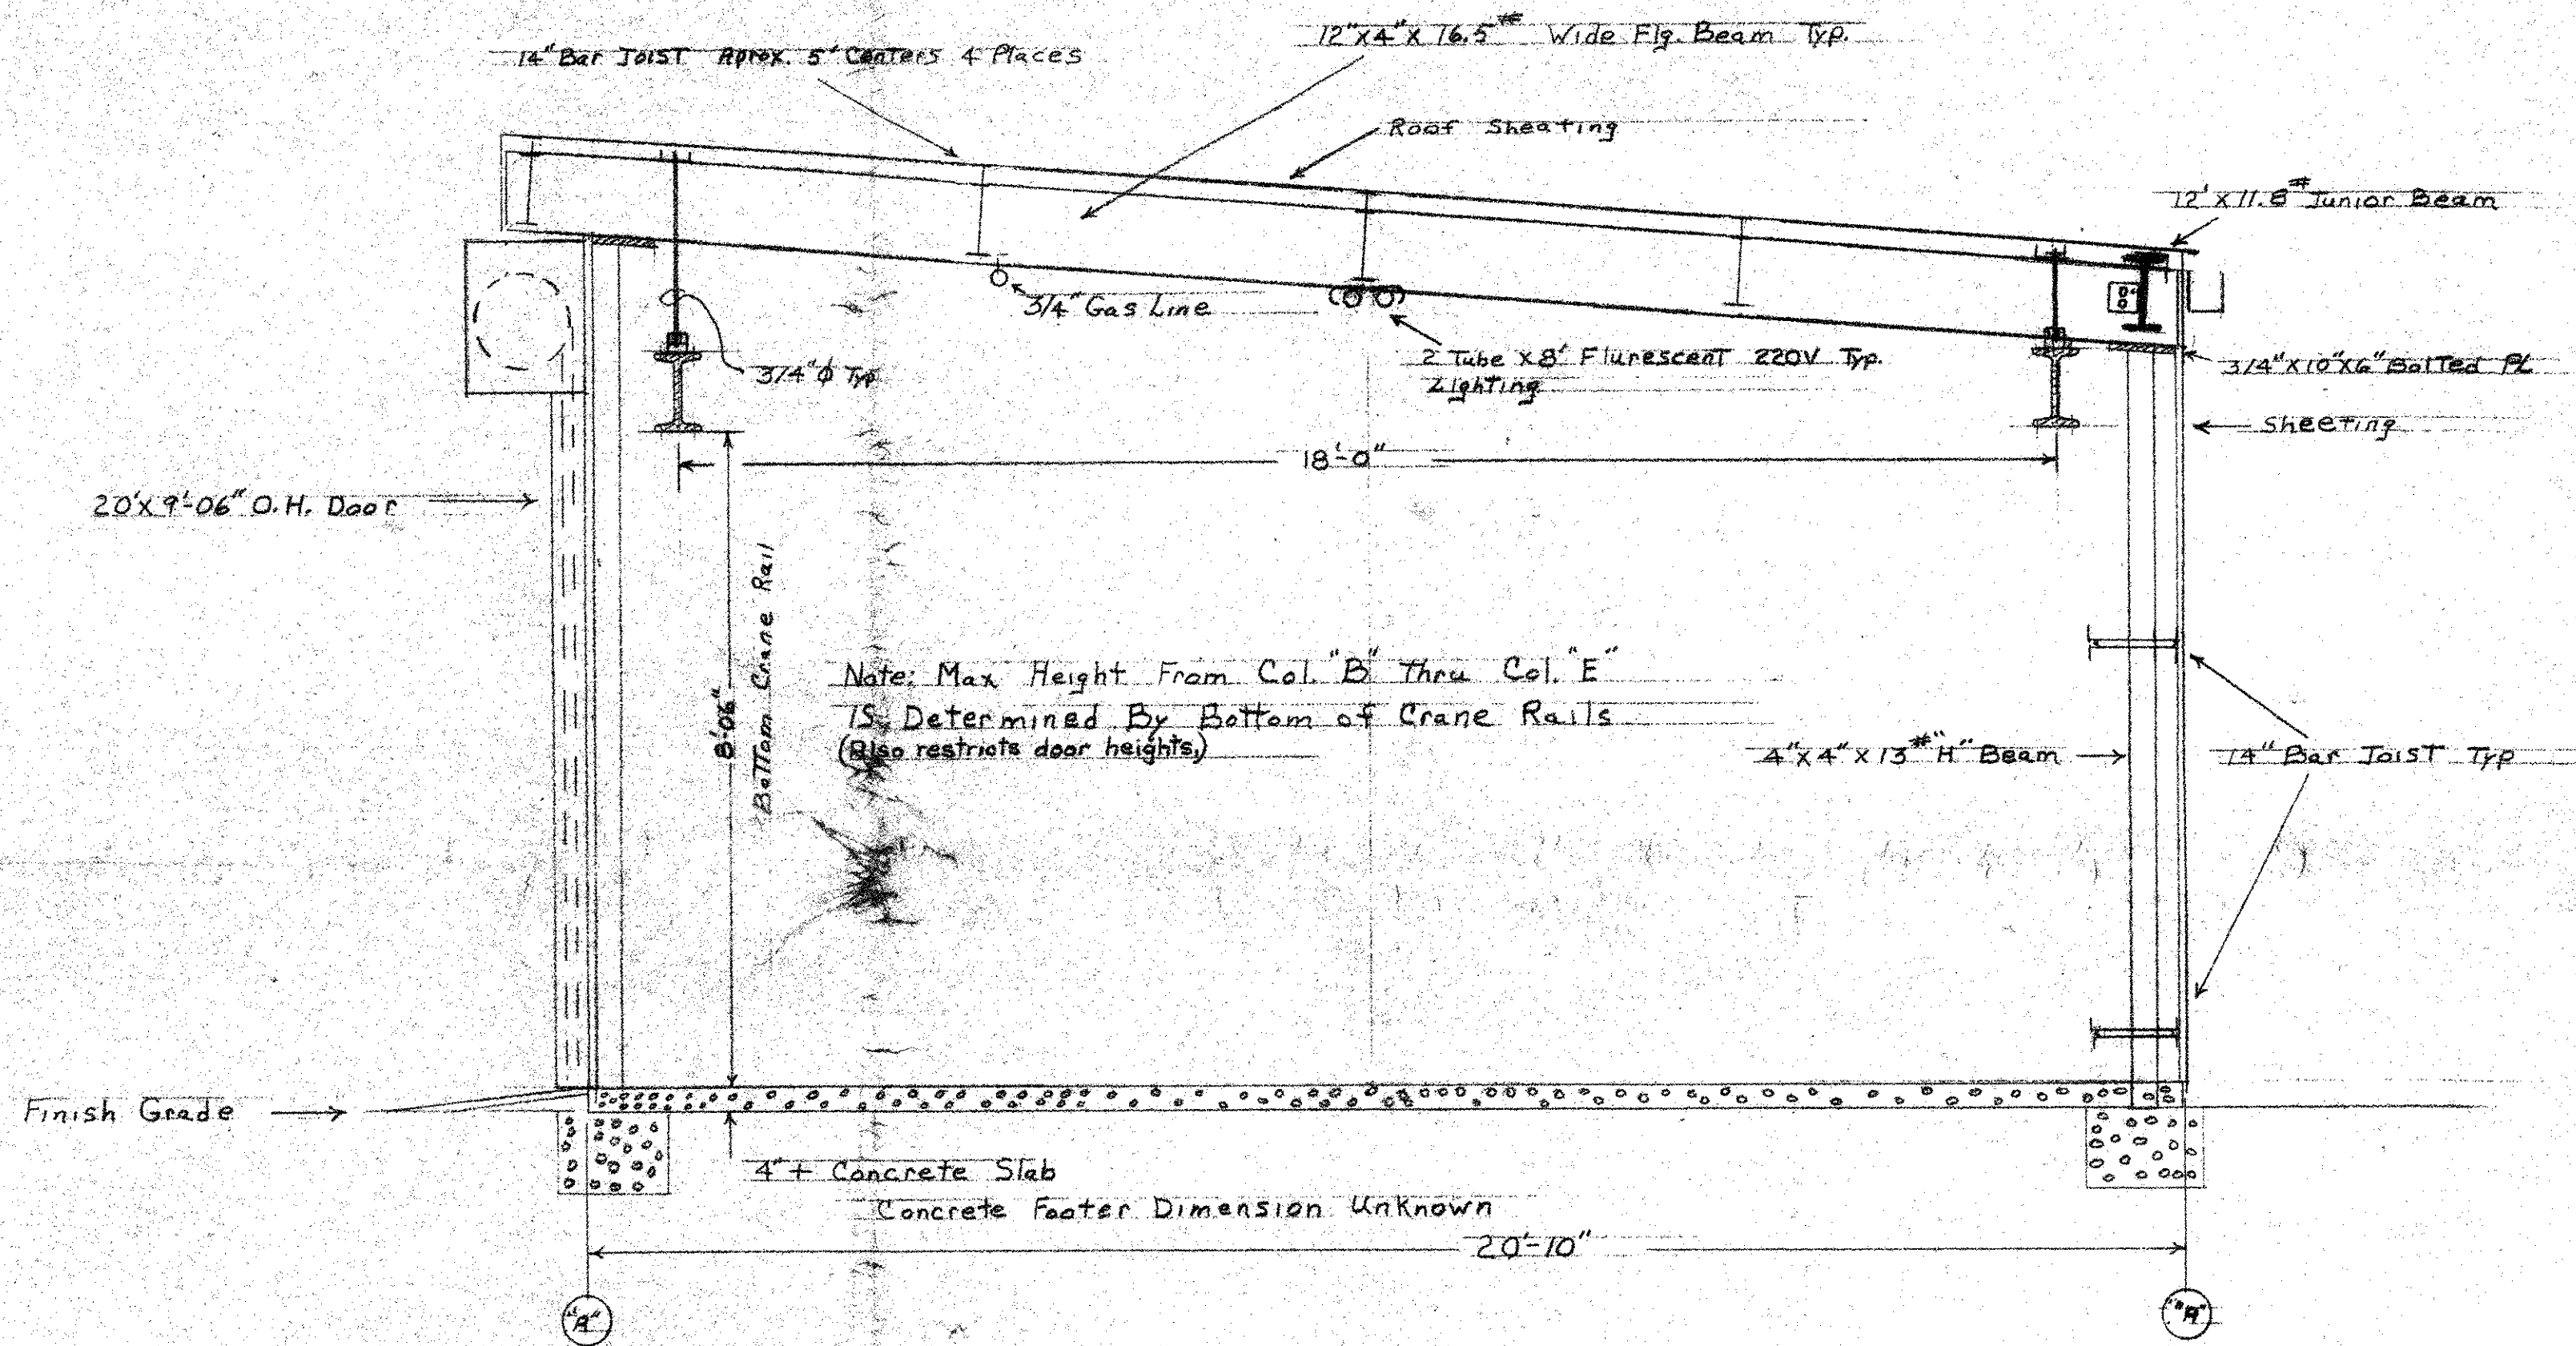 12"x4"x 16.5# Wide Flg. Beam Typ.
14" Bar Joist Aprox. 5' Centers 4 Places
Roof Sheating
12' x 11.8# Junior Beam
3/4" Gas Line
2 Tube x 8' Flurescent 220V Typ.
Lighting
3/4" ϕ Typ
3/4"x10"x6" Bolted PL
Sheeting
18'-0"
20'x 9'-06" O.H. Door
8'-06"
Bottom Crane Rail
Note: Max Height From Col. "B" Thru Col. "E"
IS Determined By Bottom of Crane Rails
(Also restricts door heights,)
4"x 4" x 13# "H" Beam
14" Bar Joist Typ
Finish Grade
4"+ Concrete Slab
Concrete Footer Dimension Unknown
20'-10"
"A"
"A"